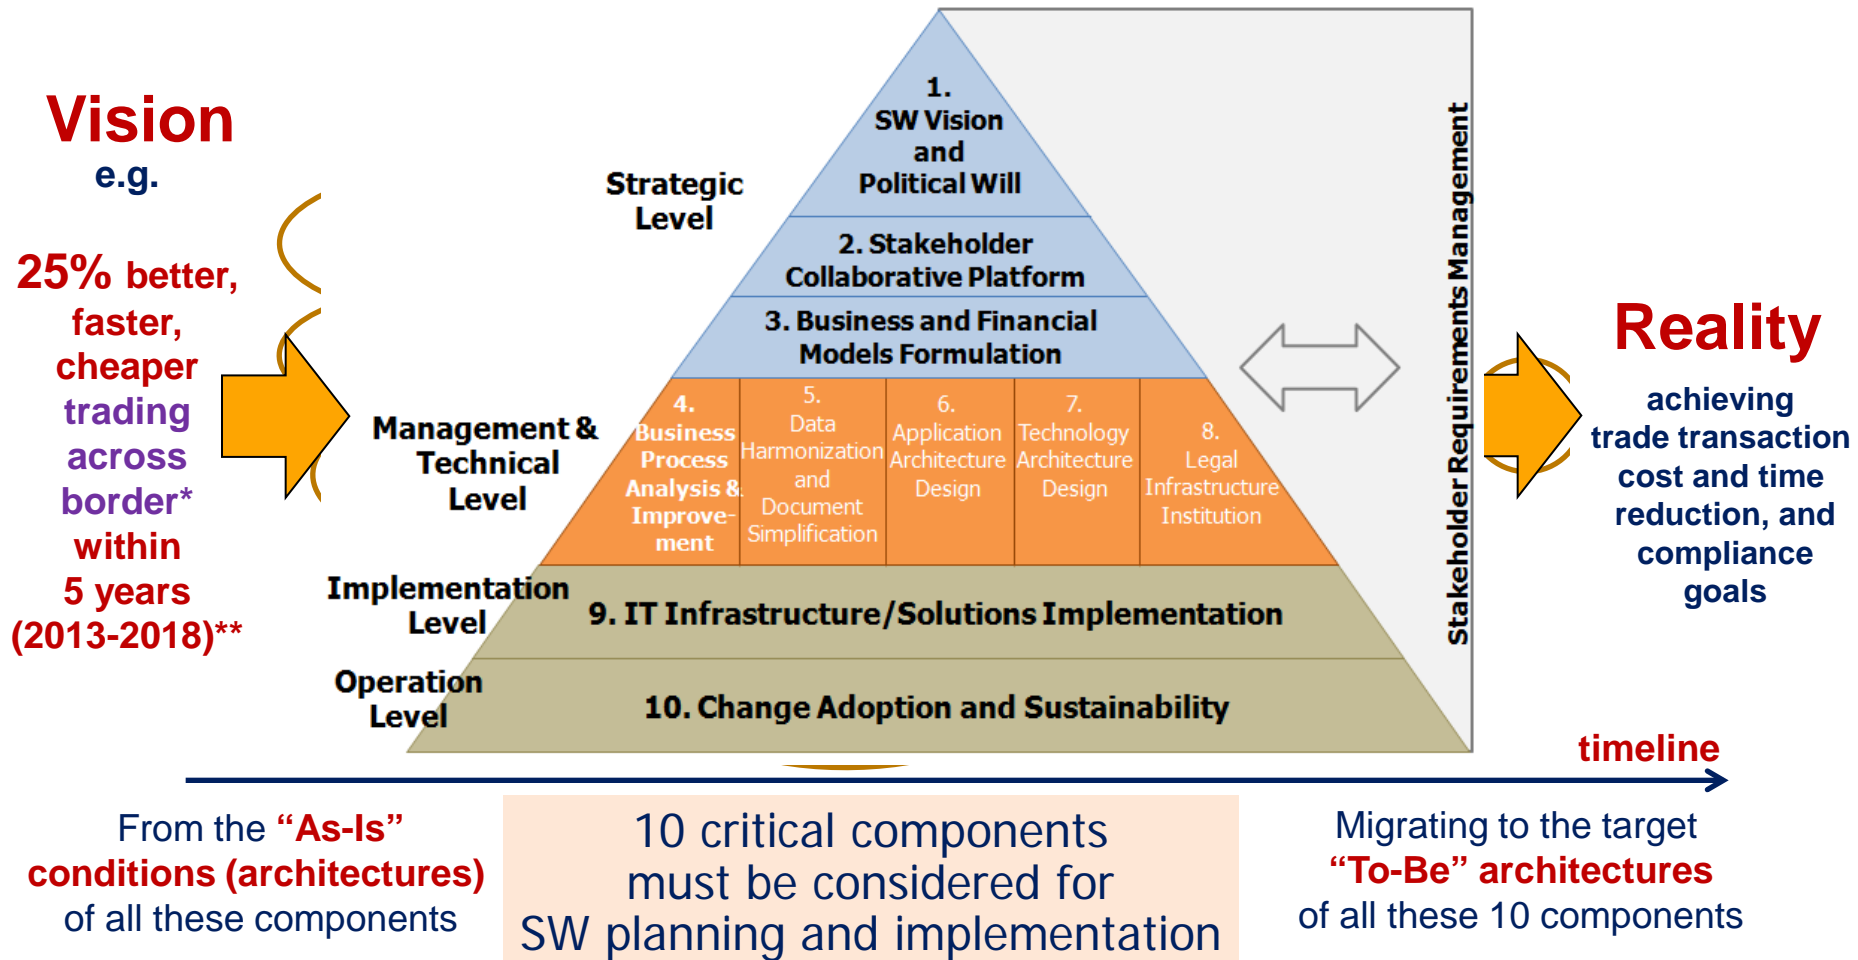 Vision
e.g.
25% better,
faster,
cheaper
trading
across
border*
within
5 years
(2013-2018)**
Strategic
Level
Management &
Technical
Level
Implementation
Level
Operation
Level
1.
SW Vision
and
Political Will
2. Stakeholder
Collaborative Platform
3. Business and Financial
Models Formulation
4.
Business
Process
Analysis &
Improve-
ment
5.
Data
Harmonization
and
Document
Simplification
6.
Application
Architecture
Design
7.
Technology
Architecture
Design
8.
Legal
Infrastructure
Institution
9. IT Infrastructure/Solutions Implementation
10. Change Adoption and Sustainability
Stakeholder Requirements Management
Reality
achieving
trade transaction
cost and time
reduction, and
compliance
goals
timeline
From the “As-Is”
conditions (architectures)
of all these components
10 critical components
must be considered for
SW planning and implementation
Migrating to the target
“To-Be” architectures
of all these 10 components